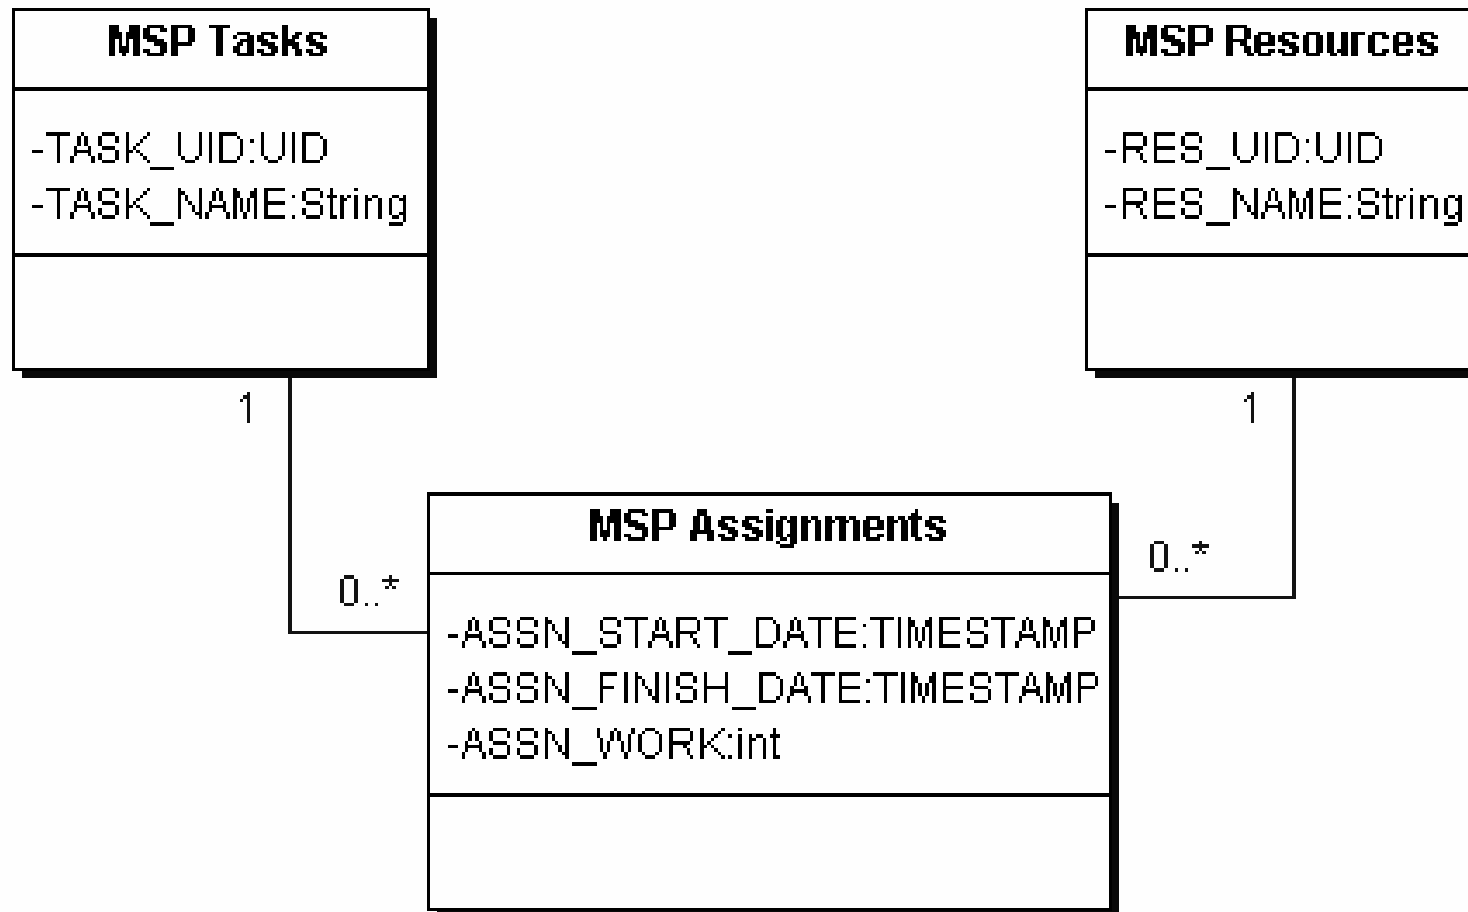 MSP Tasks
-TASK_UID:UID
-TASK_NAME:String
MSP Resources
-RES_UID:UID
-RES_NAME:String
1
1
0..*
0..*
MSP Assignments
-ASSN_START_DATE:TIMESTAMP
-ASSN_FINISH_DATE:TIMESTAMP
-ASSN_WORK:int